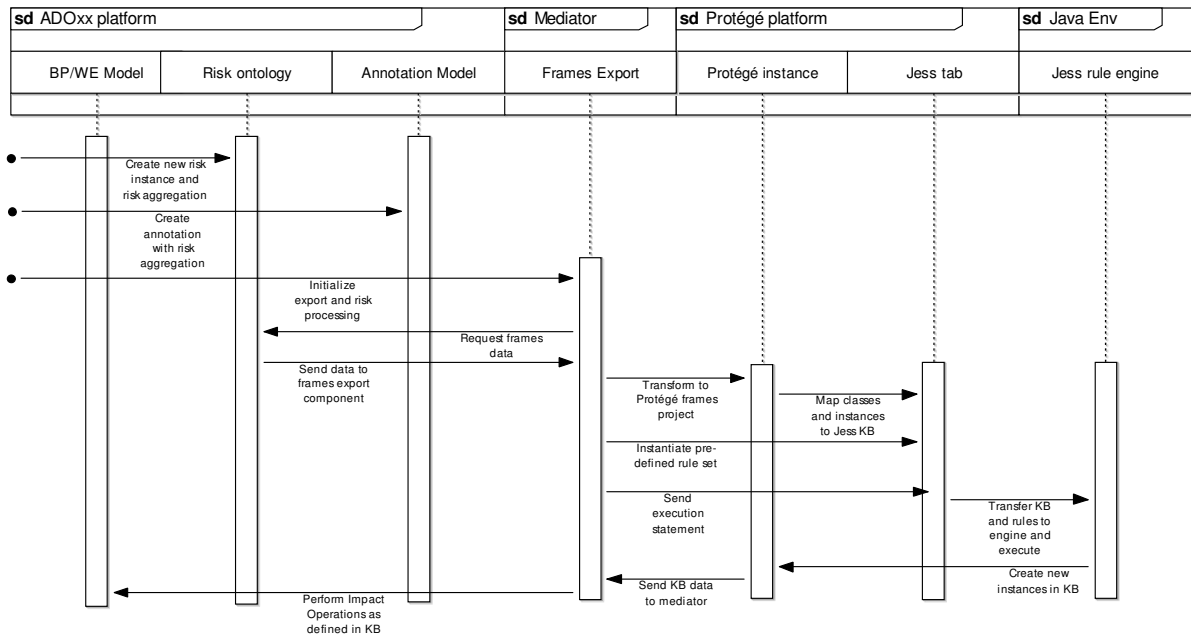 sd ADOxx platform
sd Mediator
sd Protégé platform
sd Java Env
BP/WE Model
Risk ontology
Annotation Model
Frames Export
Protégé instance
Jess tab
Jess rule engine
Create new risk
instance and
risk aggregation
Create
annotation
with risk
aggregation
Initialize
export and risk
processing
Request frames
data
Send data to
frames export
component
Transform to
Protégé frames
project
Map classes
and instances
to Jess KB
Instantiate pre-
defined rule set
Send
execution
statement
Transfer KB
and rules to
engine and
execute
Create new
instances in KB
Send KB data
to mediator
Perform Impact
Operations as
defined in KB